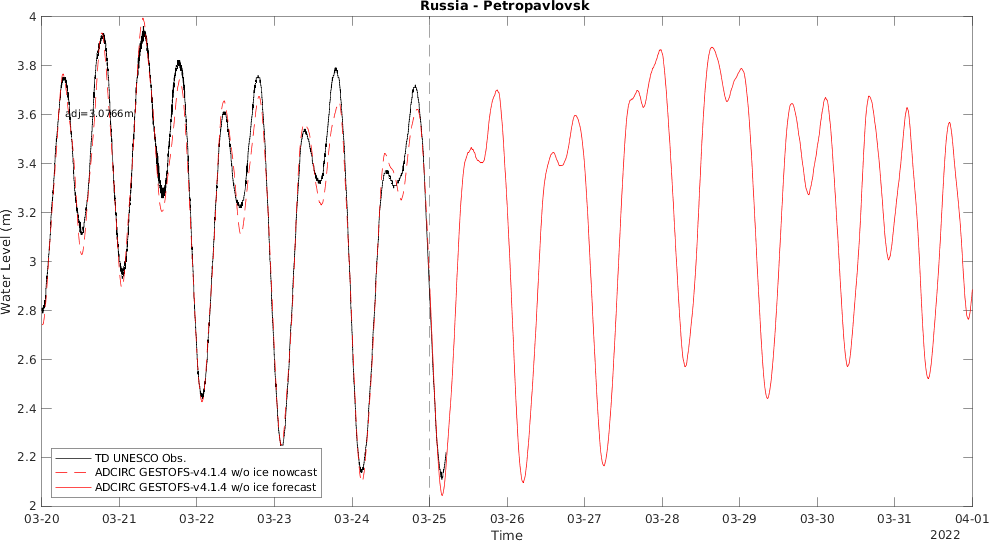 Russia - Petropavlovsk
4
3.8
3.6
3.4
3.2
3
2.8
2.6
2.4
2.2
2
Water Level (m)
adj=3.0766m
TD UNESCO Obs.
ADCIRC GESTOFS-v4.1.4 w/o ice nowcast
ADCIRC GESTOFS-v4.1.4 w/o ice forecast
03-20 03-21 03-22 03-23 03-24 03-25 03-26 03-27 03-28 03-29 03-30 03-31 04-01
Time
2022